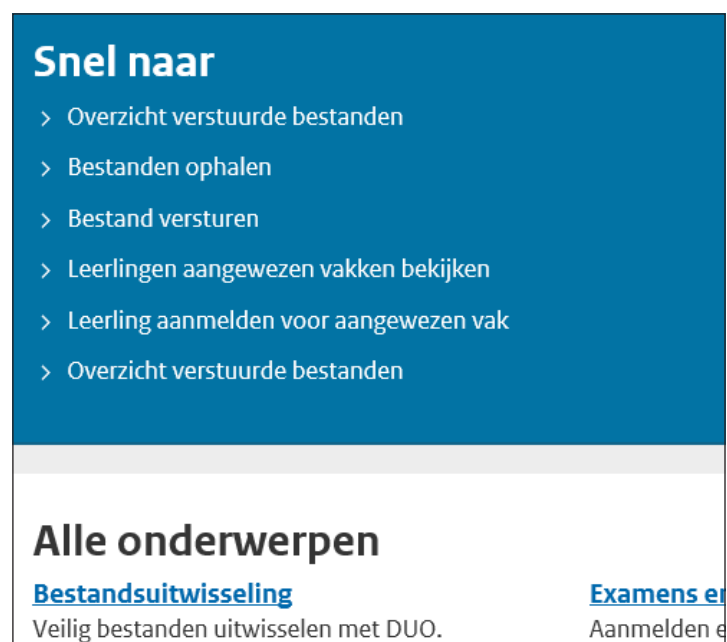 Snel naar
Overzicht verstuurde bestanden
Bestanden ophalen
Bestand versturen
Leerlingen aangewezen vakken bekijken
Leerling aanmelden voor aangewezen vak
Overzicht verstuurde bestanden
Alle onderwerpen
Bestandsuitwisseling
Examens
Veilig bestanden uitwisselen met DUO.
Aanmelden